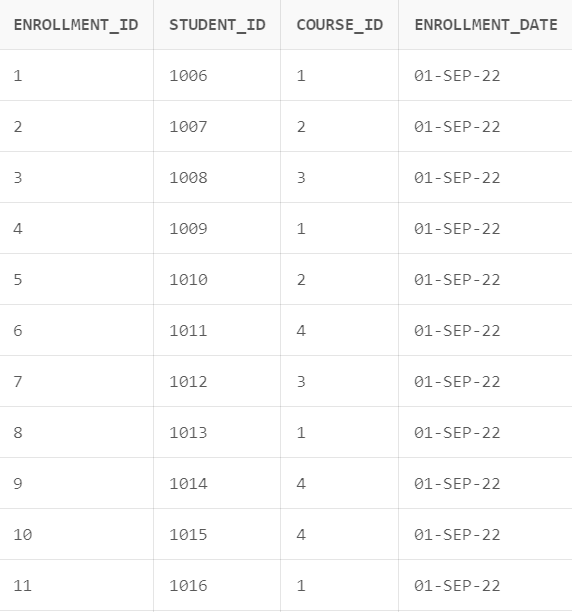 ENROLLMENT_ID STUDENT_ID COURSE_ID ENROLLMENT_DATE
1 1006 1 01-SEP-22
2 1007 2 01-SEP-22
3 1008 3 01-SEP-22
4 1009 1 01-SEP-22
5 1010 2 01-SEP-22
6 1011 4 01-SEP-22
7 1012 3 01-SEP-22
8 1013 1 01-SEP-22
9 1014 4 01-SEP-22
10 1015 4 01-SEP-22
11 1016 1 01-SEP-22